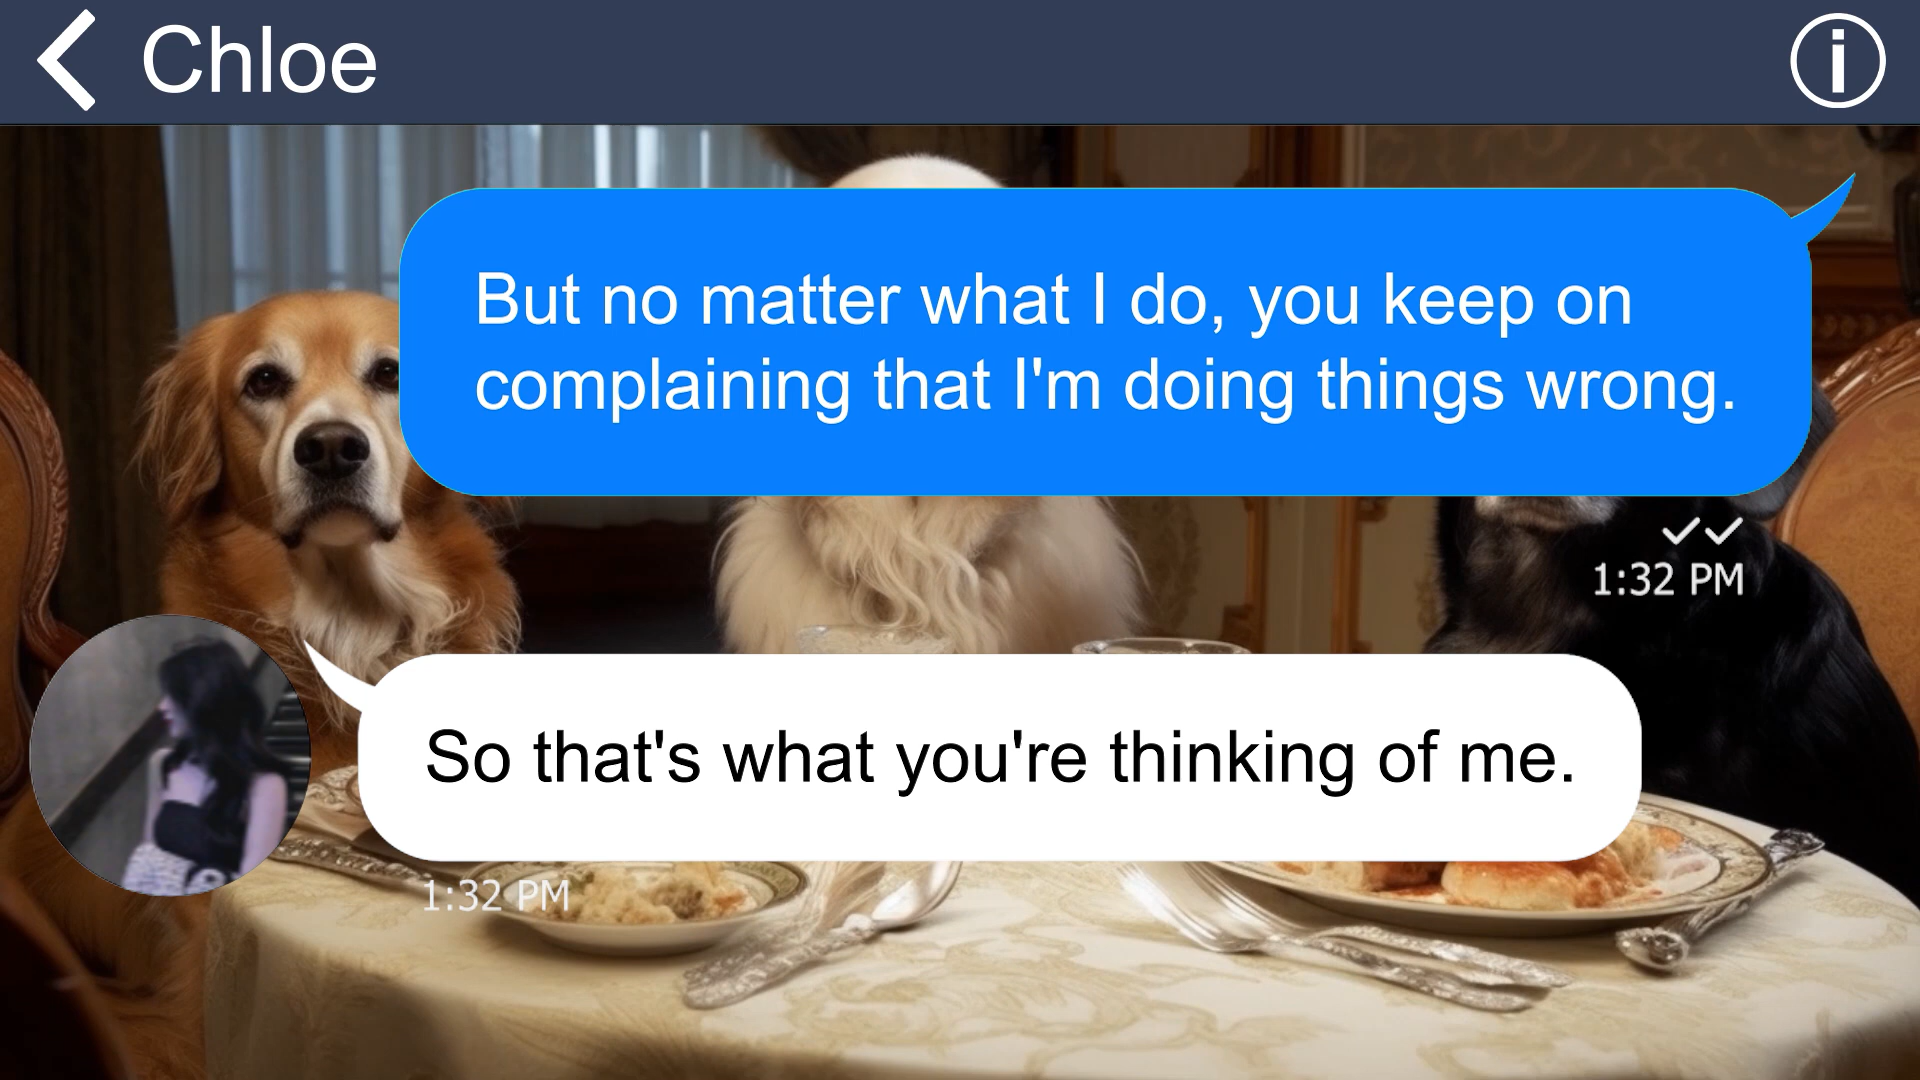 Chloe
But no matter what I do, you keep on
complaining that I'm doing things wrong.
1:32 PM
So that's what you're thinking of me.
1:32 PM